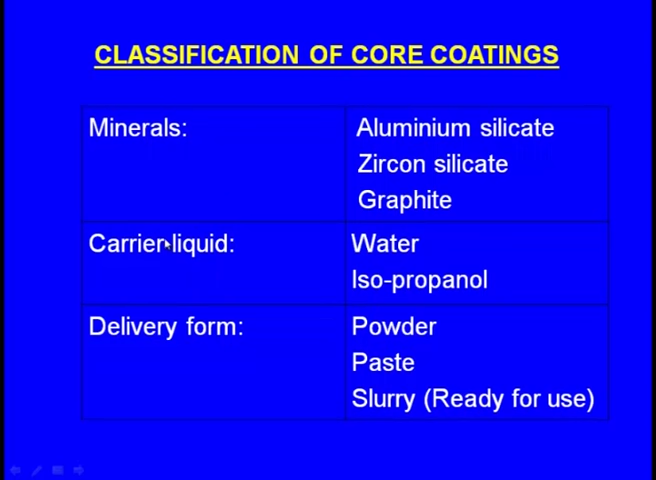 CLASSIFICATION OF CORE COATINGS
Minerals: Aluminium silicate
Zircon silicate
Graphite
Carrier liquid: Water
Iso-propanol
Delivery form: Powder
Paste
Slurry (Ready for use)